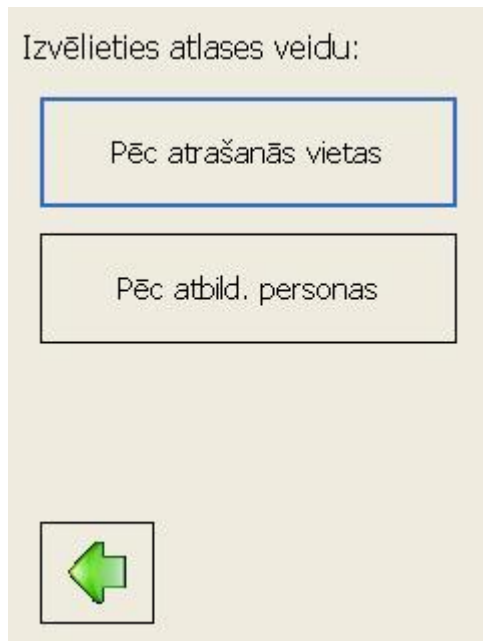 Izvēlieties atlases veidu:
Pēc atrašanās vietas
Pēc atbild. personas